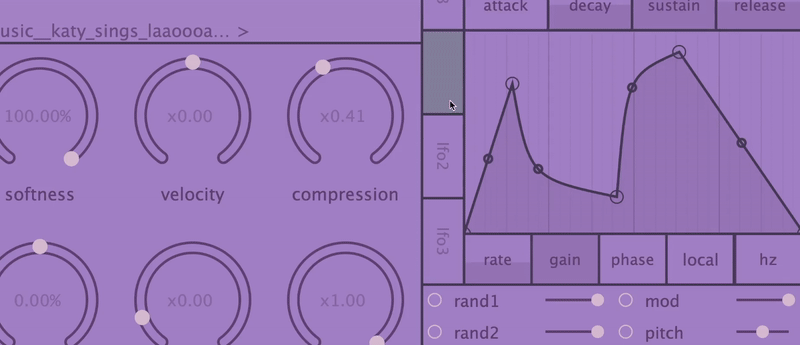 usic__katy_sings_laaoooa... >
100.00%
x0.00
x0.41
softness
velocity
compression
0.00%
x0.00
x1.00
attack
decay
sustain
release
lfo2
lfo3
rate
gain
phase
local
hz
rand1
mod
rand2
pitch